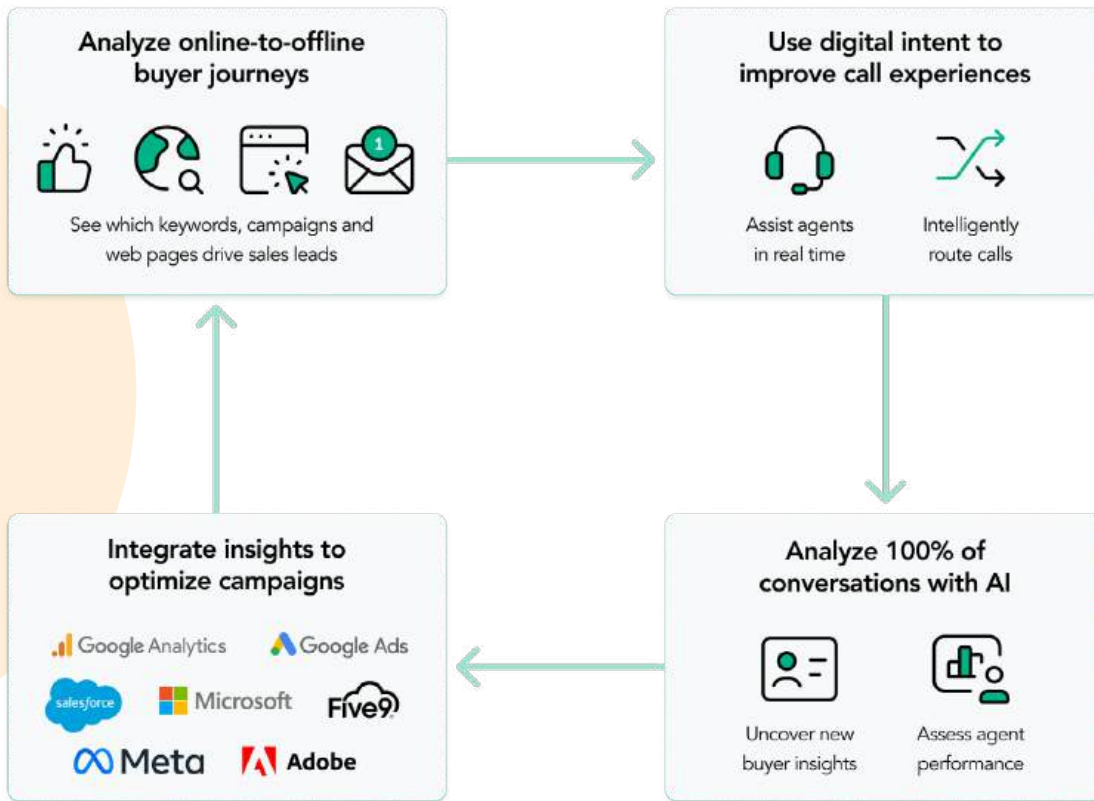 Analyze online-to-offline
buyer journeys
1
See which keywords, campaigns and
web pages drive sales leads
Use digital intent to
improve call experiences
Assist agents
in real time
Intelligently
route calls
Analyze 100% of
conversations with AI
Uncover new
buyer insights
Assess agent
performance
Integrate insights to
optimize campaigns
Google Analytics
Google Ads
salesforce
Microsoft
Five9
Meta
Adobe